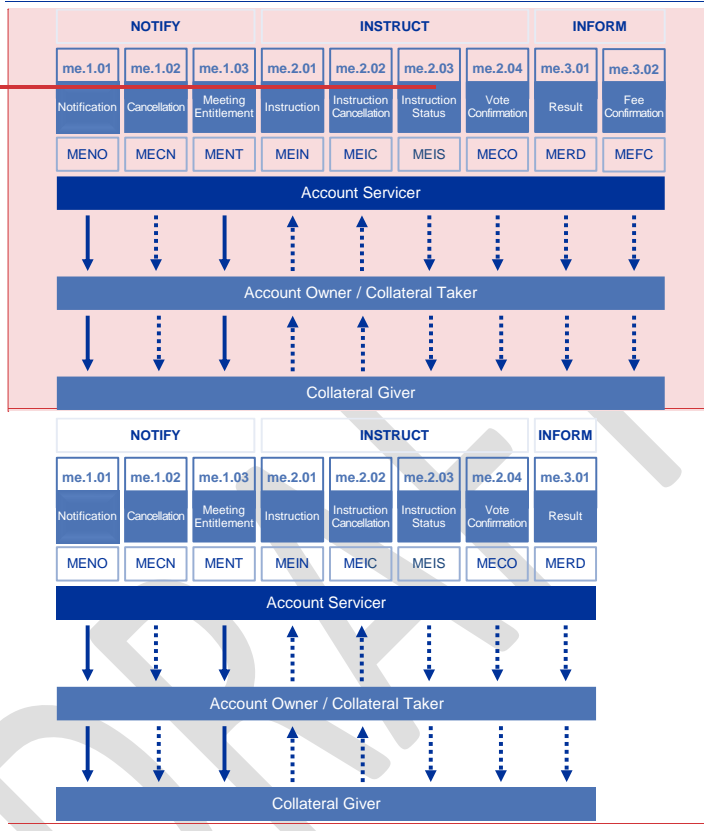 NOTIFY INSTRUCT INFORM
me.1.01 me.1.02 me.1.03 me.2.01 me.2.02 me.2.03 me.2.04 me.3.01 me.3.02
Notification Cancellation Meeting Entitlement Instruction Instruction Cancellation Instruction Status Vote Confirmation Result Fee Confirmation
MENO MECN MENT MEIN MEIC MEIS MECO MERD MEFC
Account Servicer
Account Owner / Collateral Taker
Collateral Giver
NOTIFY INSTRUCT INFORM
me.1.01 me.1.02 me.1.03 me.2.01 me.2.02 me.2.03 me.2.04 me.3.01
Notification Cancellation Meeting Entitlement Instruction Instruction Cancellation Instruction Status Vote Confirmation Result
MENO MECN MENT MEIN MEIC MEIS MECO MERD
Account Servicer
Account Owner / Collateral Taker
Collateral Giver
DRAFT